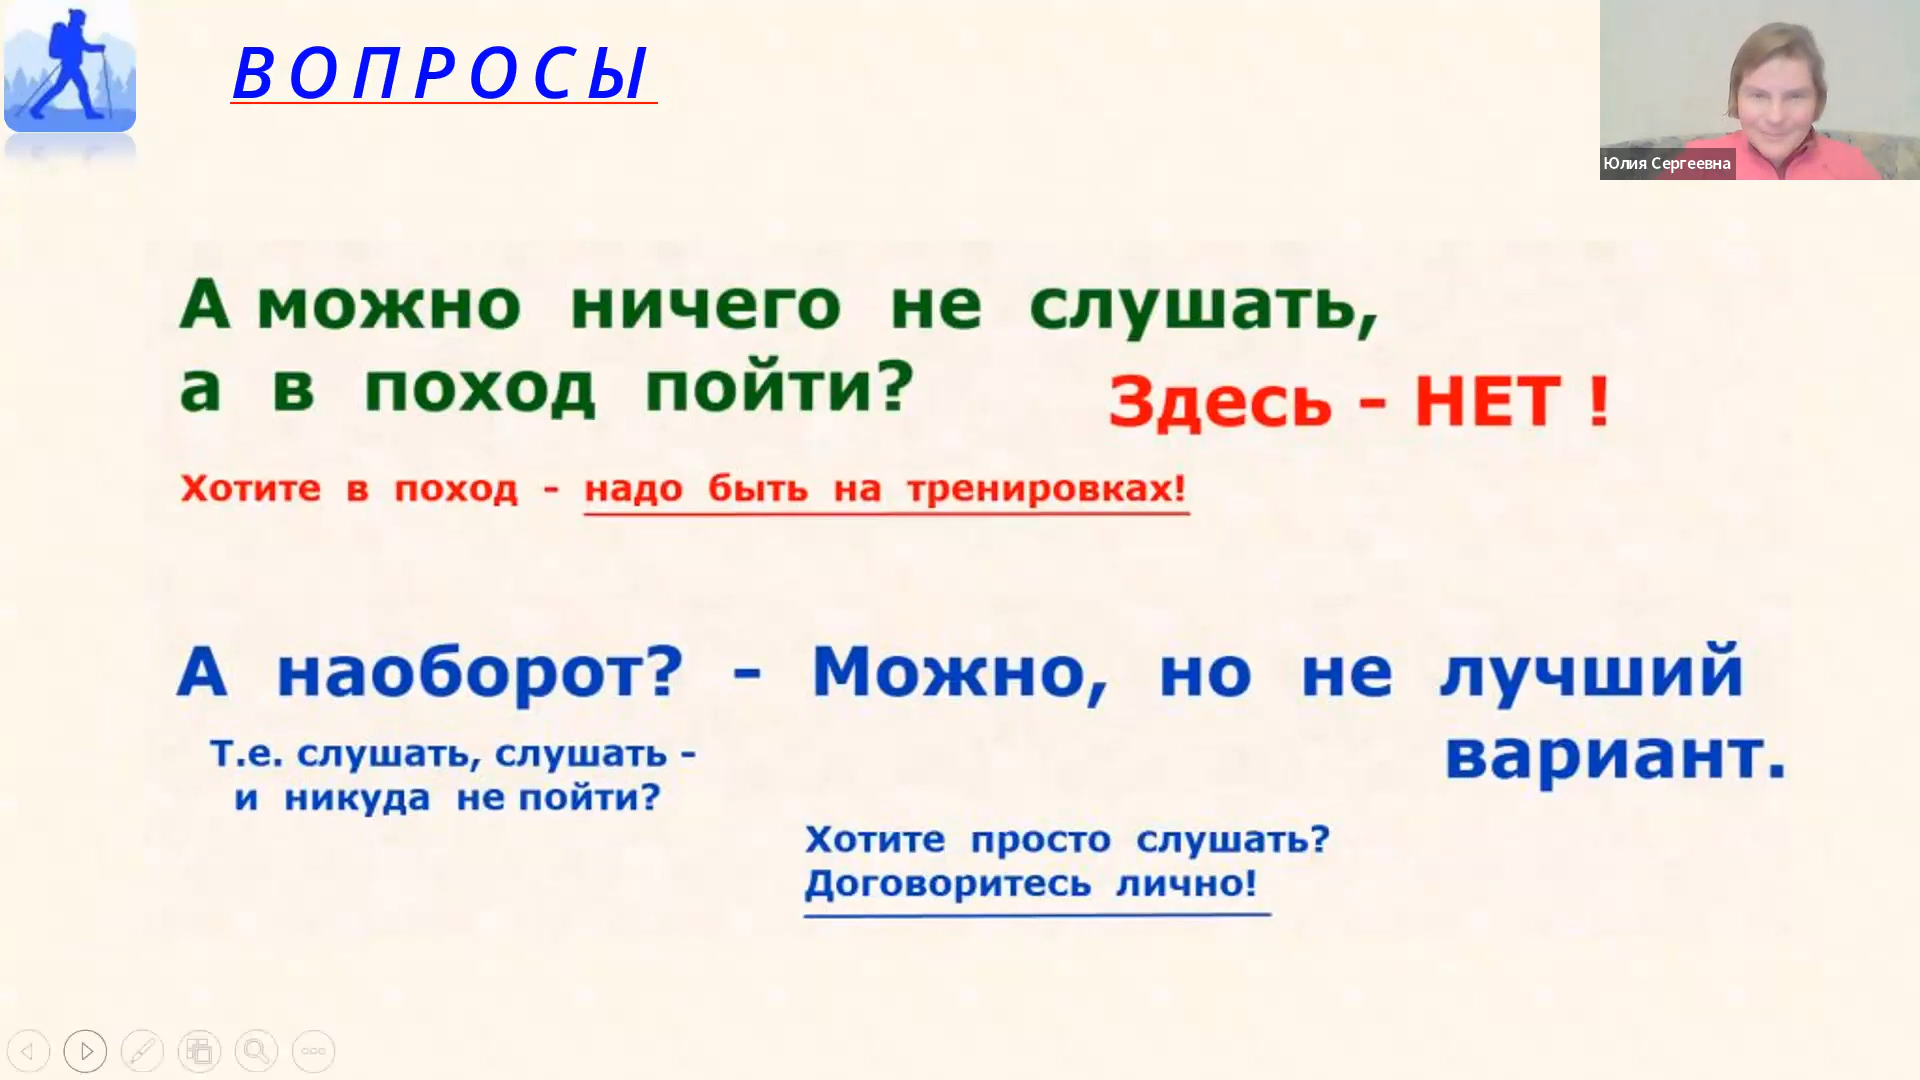 ВОПРОСЫ
Юлия Сергеевна
А можно ничего не слушать,
а в поход пойти?
Здесь - НЕТ !
Хотите в поход - надо быть на тренировках!
А наоборот? - Можно, но не лучший
вариант.
Т.е. слушать, слушать -
и никуда не пойти?
Хотите просто слушать?
Договоритесь лично!